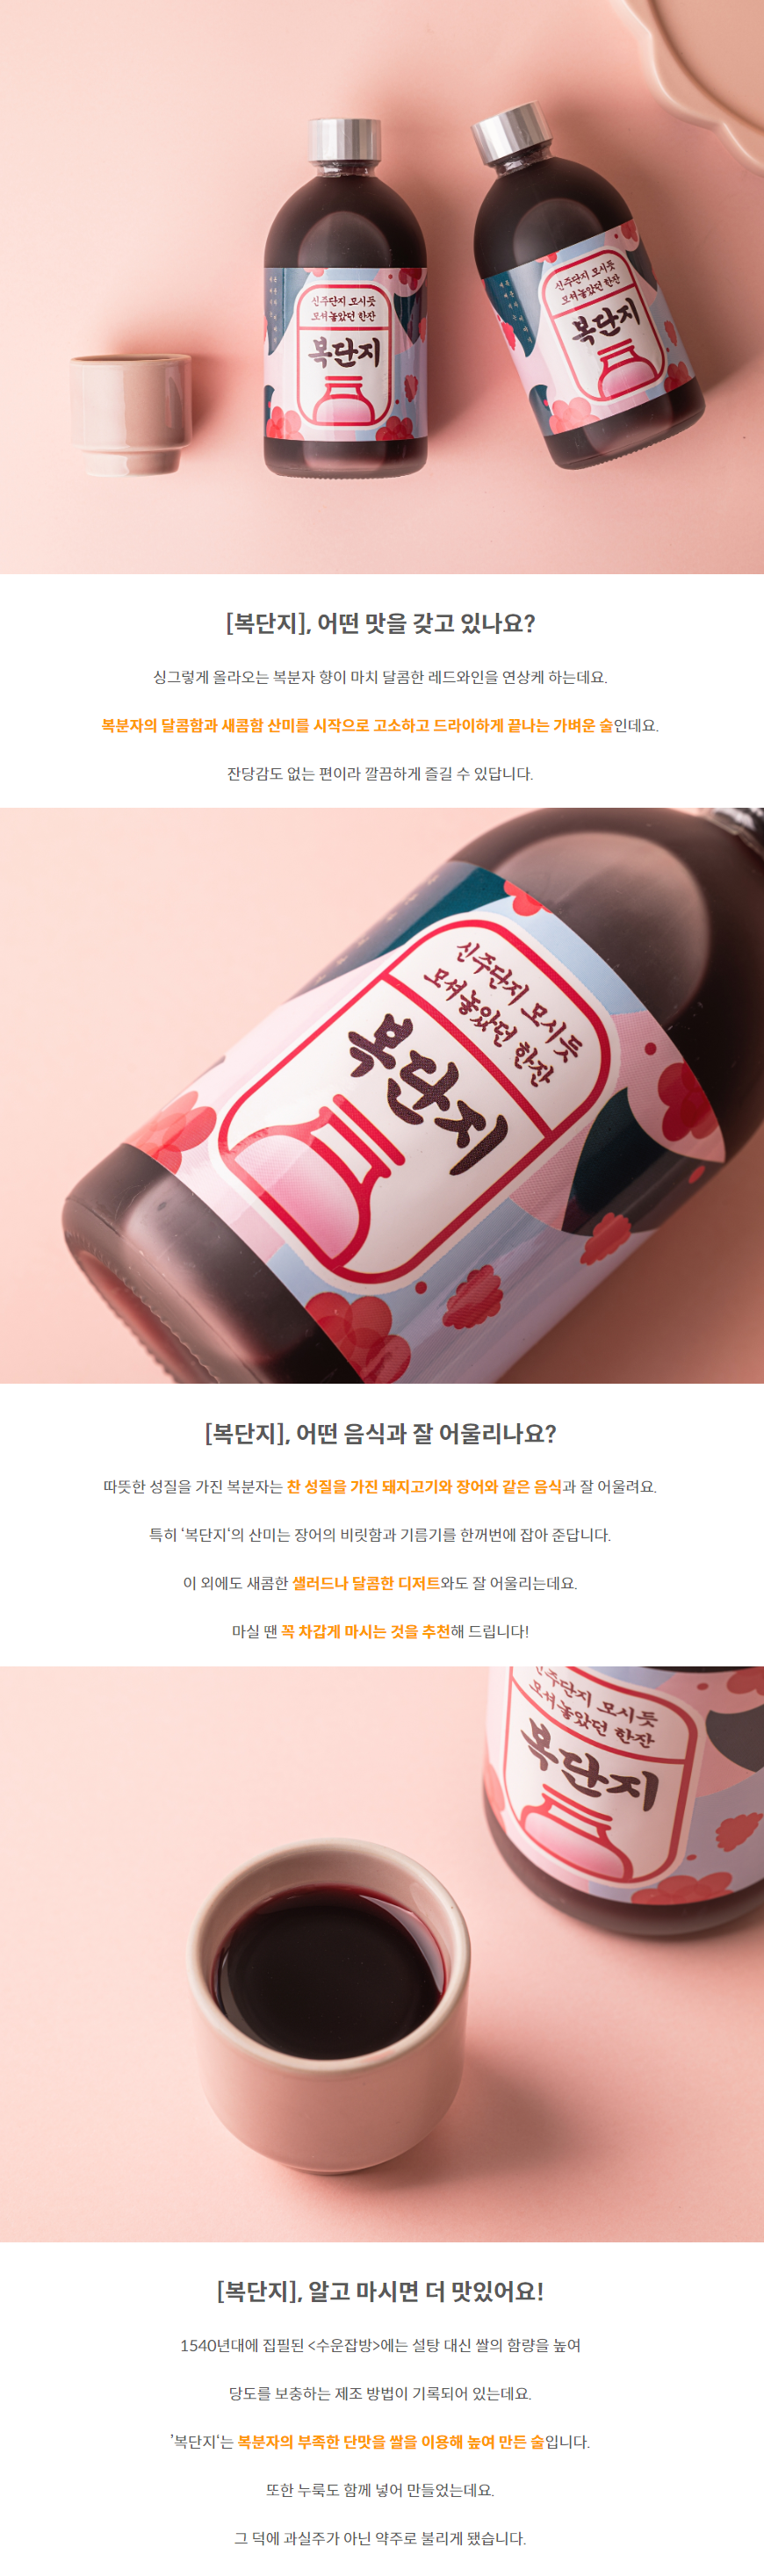 신주단지 모시듯
모셔놓았던 한잔
복단지
신주단지 모시듯
모셔놓았던 한잔
복단지
[복단지], 어떤 맛을 갖고 있나요?
싱그럽게 올라오는 복분자 향이 마치 달콤한 레드와인을 연상케 하는데요.
복분자의 달콤함과 새콤함 산미를 시작으로 고소하고 드라이하게 끝나는 가벼운 술인데요.
잔당감도 없는 편이라 깔끔하게 즐길 수 있답니다.
신주단지 모시듯
모셔놓았던 한잔
복단지
[복단지], 어떤 음식과 잘 어울리나요?
따뜻한 성질을 가진 복분자는 찬 성질을 가진 돼지고기와 장어와 같은 음식과 잘 어울려요.
특히 ‘복단지‘의 산미는 장어의 비릿함과 기름기를 한꺼번에 잡아 준답니다.
이 외에도 새콤한 샐러드나 달콤한 디저트와도 잘 어울리는데요.
마실 땐 꼭 차갑게 마시는 것을 추천해 드립니다!
신주단지 모시듯
모셔놓았던 한잔
복단지
[복단지], 알고 마시면 더 맛있어요!
1540년대에 집필된 <수운잡방>에는 설탕 대신 쌀의 함량을 높여
당도를 보충하는 제조 방법이 기록되어 있는데요.
’복단지‘는 복분자의 부족한 단맛을 쌀을 이용해 높여 만든 술입니다.
또한 누룩도 함께 넣어 만들었는데요.
그 덕에 과실주가 아닌 약주로 불리게 됐습니다.